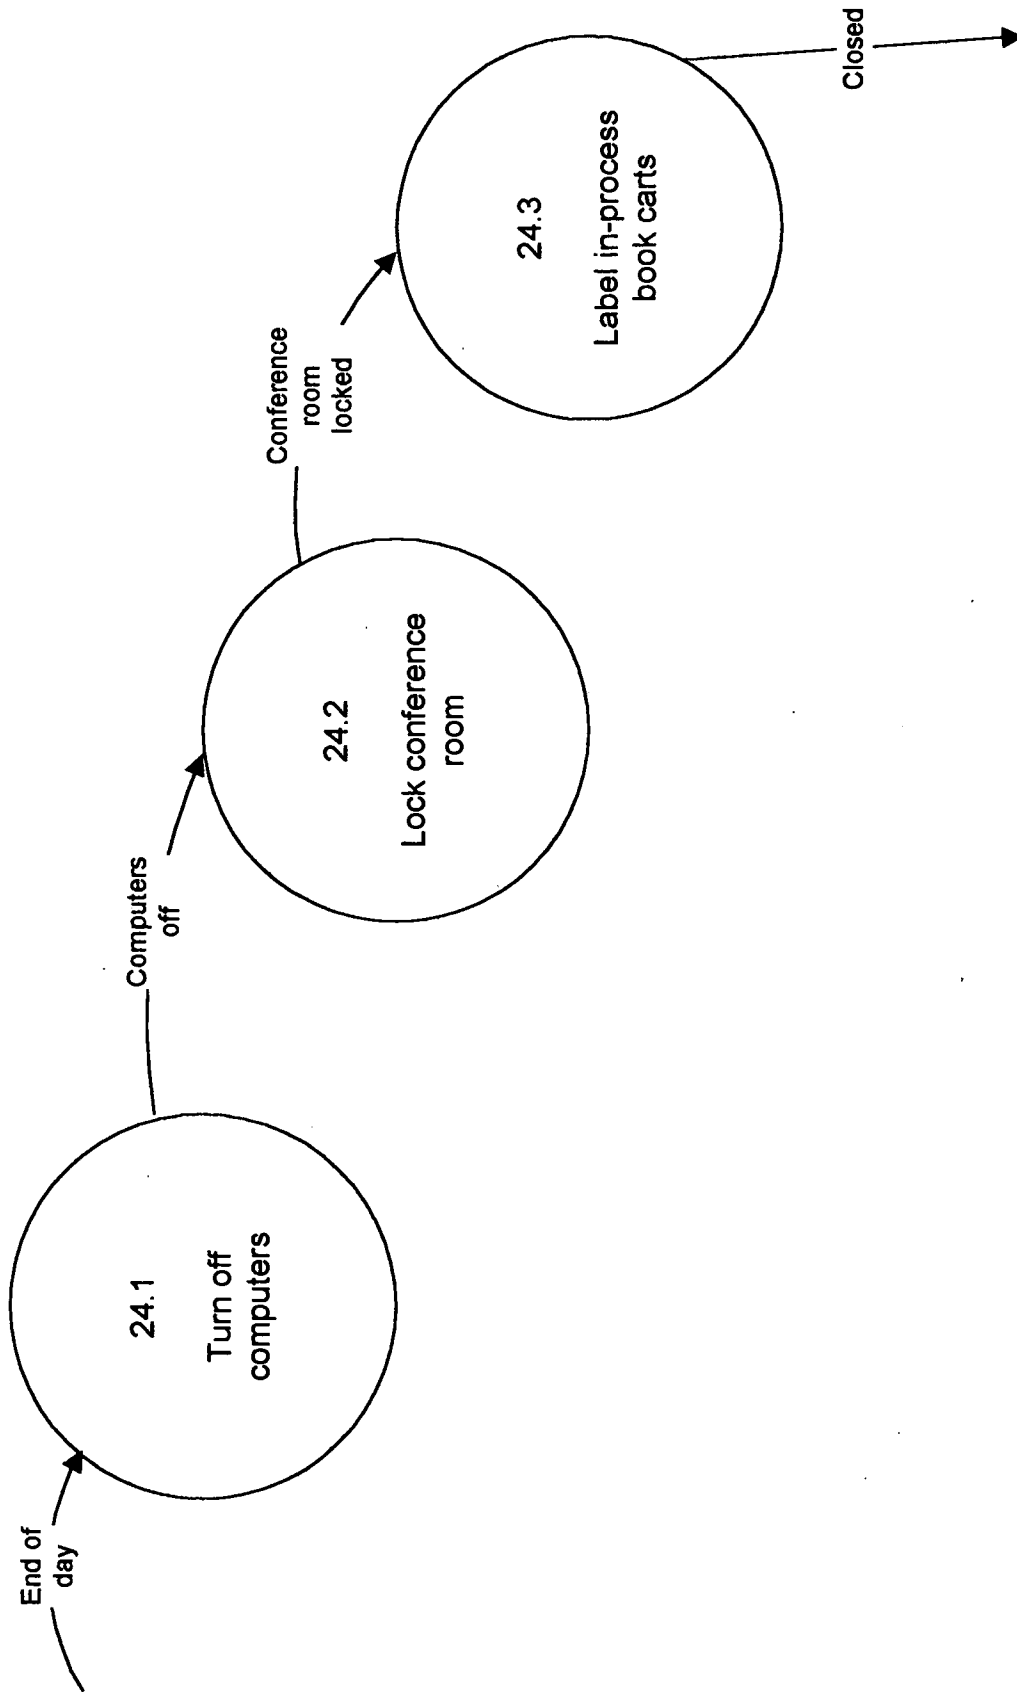 End of
day
24.1
Turn off
computers
Computers
off
24.2
Lock conference
room
Conference
room
locked
24.3
Label in-process
book carts
Closed